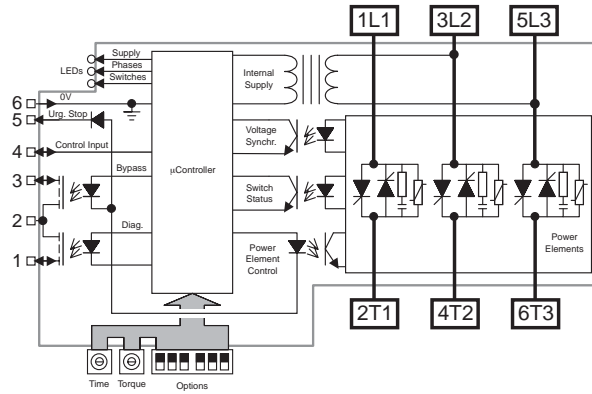 1L1 3L2 5L3
Supply
LEDs Phases
Switches
Internal
Supply
6 0V
5 Urg. Stop
4 Control Input
Voltage
Synchr.
µController
3 Bypass
Switch
Status
2
Diag.
Power
Element
Control
1
Power
Elements
2T1 4T2 6T3
Time Torque Options